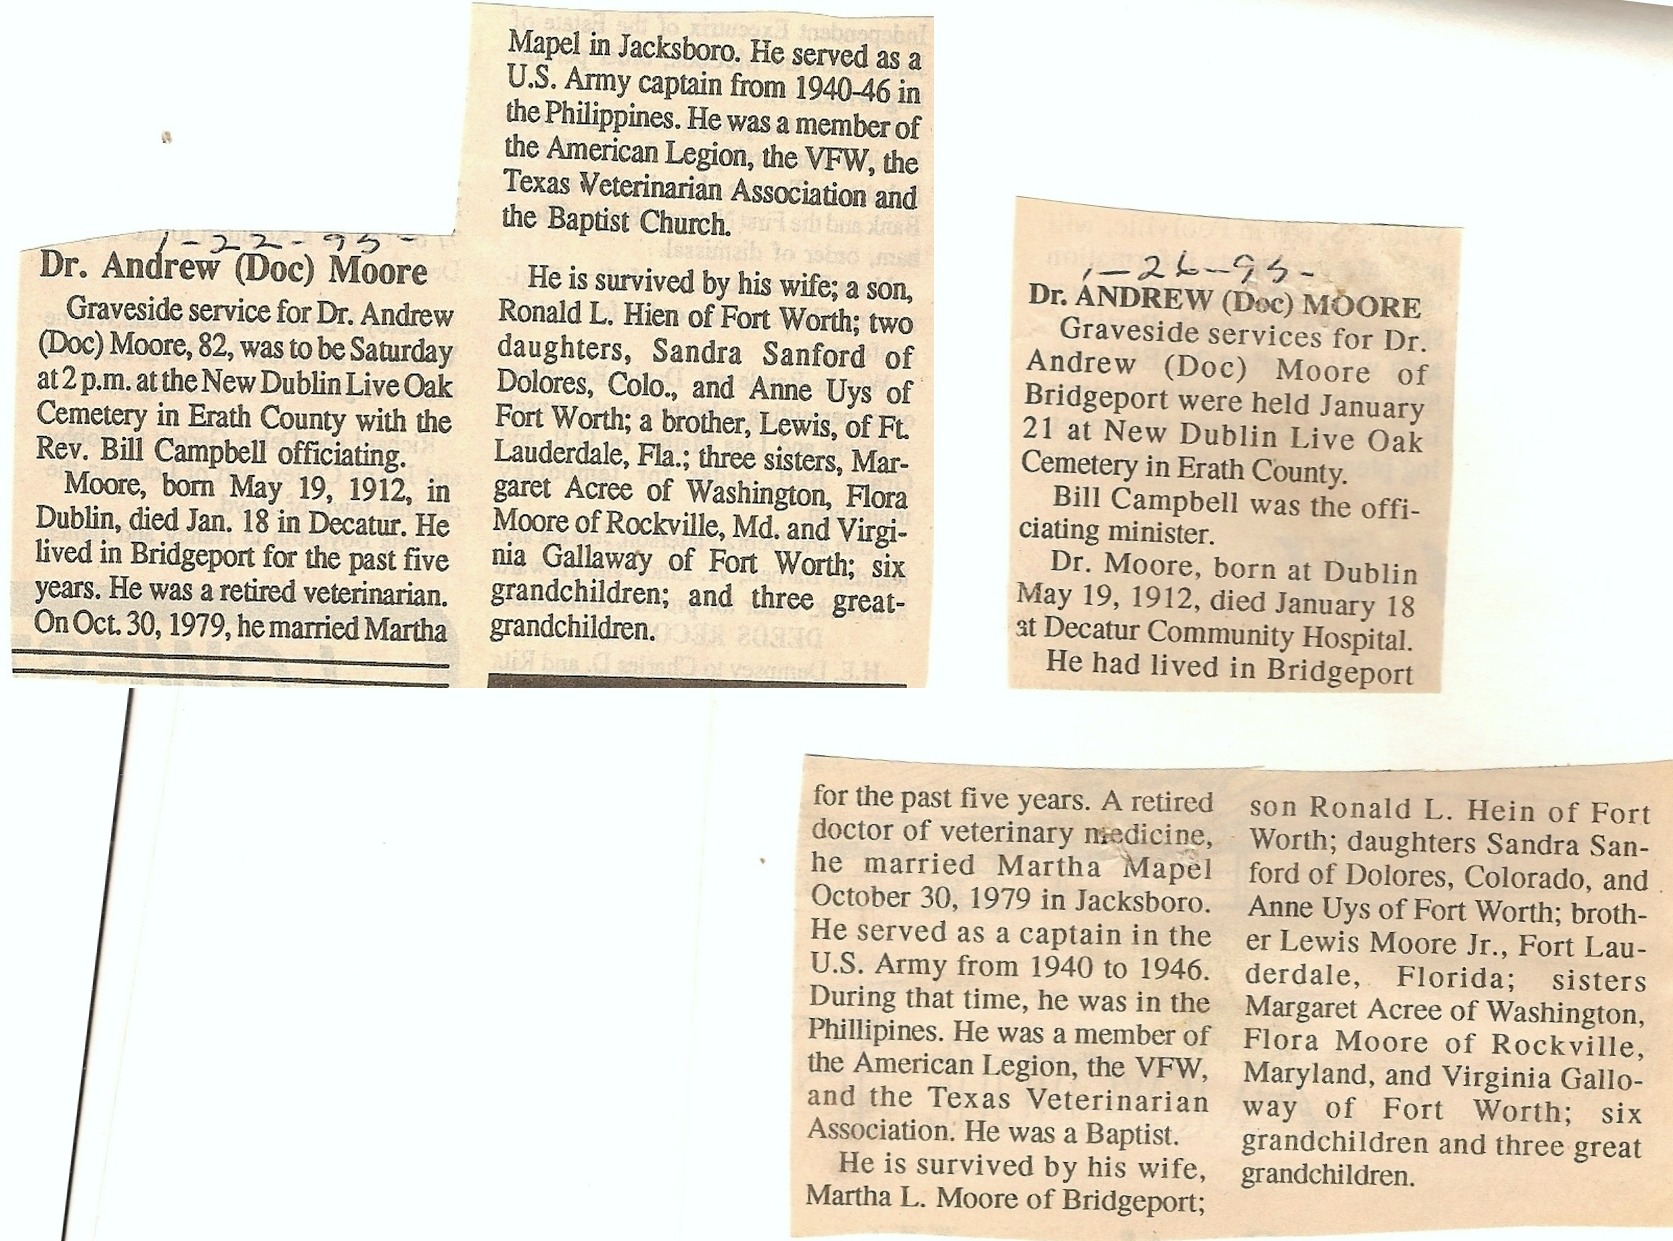 1-22-95-
Dr. Andrew (Doc) Moore
Graveside service for Dr. Andrew
(Doc) Moore, 82, was to be Saturday
at 2 p.m. at the New Dublin Live Oak
Cemetery in Erath County with the
Rev. Bill Campbell officiating.
Moore, born May 19, 1912, in
Dublin, died Jan. 18 in Decatur. He
lived in Bridgeport for the past five
years. He was a retired veterinarian.
On Oct. 30, 1979, he married Martha
Mapel in Jacksboro. He served as a
U.S. Army captain from 1940-46 in
the Philippines. He was a member of
the American Legion, the VFW, the
Texas Veterinarian Association and
the Baptist Church.
He is survived by his wife; a son,
Ronald L. Hien of Fort Worth; two
daughters, Sandra Sanford of
Dolores, Colo., and Anne Uys of
Fort Worth; a brother, Lewis, of Ft.
Lauderdale, Fla.; three sisters, Mar-
garet Acree of Washington, Flora
Moore of Rockville, Md. and Virgi-
nia Gallaway of Fort Worth; six
grandchildren; and three great-
grandchildren.
1-26-95-
Dr. ANDREW (Doc) MOORE
Graveside services for Dr.
Andrew (Doc) Moore of
Bridgeport were held January
21 at New Dublin Live Oak
Cemetery in Erath County.
Bill Campbell was the offi-
ciating minister.
Dr. Moore, born at Dublin
May 19, 1912, died January 18
at Decatur Community Hospital.
He had lived in Bridgeport
for the past five years. A retired
doctor of veterinary medicine,
he married Martha Mapel
October 30, 1979 in Jacksboro.
He served as a captain in the
U.S. Army from 1940 to 1946.
During that time, he was in the
Phillipines. He was a member of
the American Legion, the VFW,
and the Texas Veterinarian
Association. He was a Baptist.
He is survived by his wife,
Martha L. Moore of Bridgeport;
son Ronald L. Hein of Fort
Worth; daughters Sandra San-
ford of Dolores, Colorado, and
Anne Uys of Fort Worth; broth-
er Lewis Moore Jr., Fort Lau-
derdale, Florida; sisters
Margaret Acree of Washington,
Flora Moore of Rockville,
Maryland, and Virginia Gallo-
way of Fort Worth; six
grandchildren and three great
grandchildren.